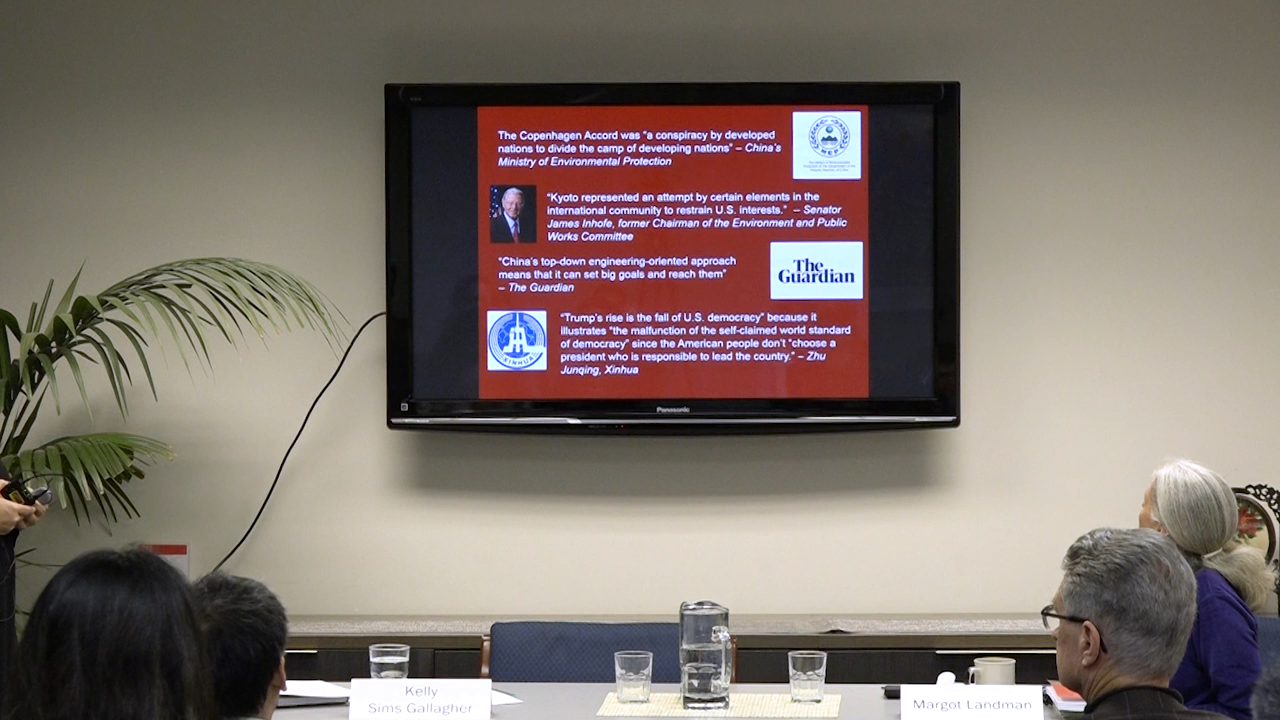 The Copenhagen Accord was "a conspiracy by developed
nations to divide the camp of developing nations" – China's
Ministry of Environmental Protection
MEP
"Kyoto represented an attempt by certain elements in the
international community to restrain U.S. interests." – Senator
James Inhofe, former Chairman of the Environment and Public
Works Committee
"China's top-down engineering-oriented approach
means that it can set big goals and reach them"
– The Guardian
The
Guardian
"Trump's rise is the fall of U.S. democracy" because it
illustrates "the malfunction of the self-claimed world standard
of democracy" since the American people don't "choose a
president who is responsible to lead the country." – Zhu
Junqing, Xinhua
XINHUA
Panasonic
Kelly
Sims Gallagher
Margot Landman